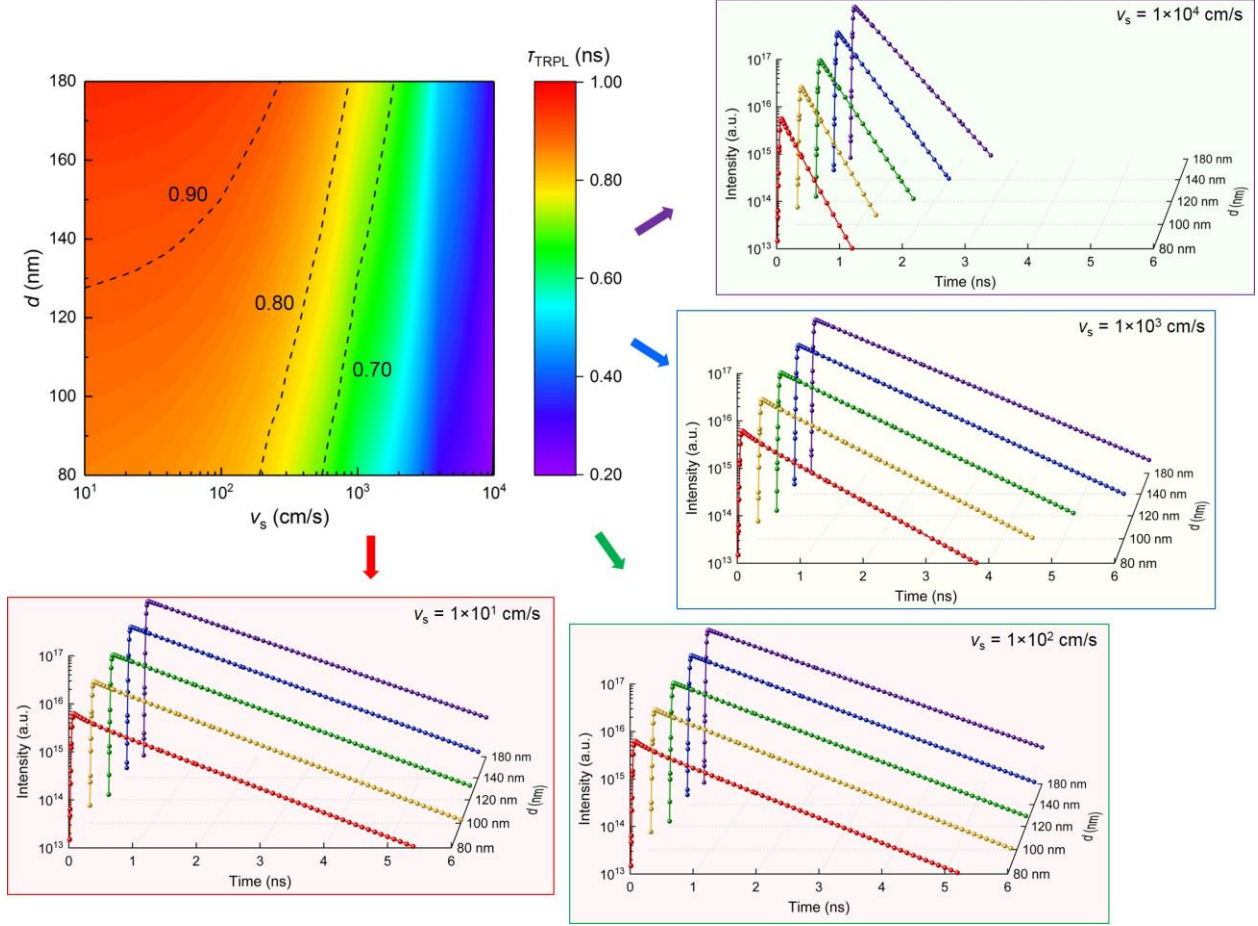 τTRPL (ns)
180
160
140
120
100
80
d (nm)
0.90
0.80
0.70
10¹
10²
10³
10⁴
vs (cm/s)
1.00
0.80
0.60
0.40
0.20
vs = 1×10⁴ cm/s
Intensity (a.u.)
10¹⁷
10¹⁶
10¹⁵
10¹⁴
10¹³
0 1 2 3 4 5 6
Time (ns)
180 nm
140 nm
120 nm
100 nm
80 nm
d (nm)
vs = 1×10³ cm/s
Intensity (a.u.)
10¹⁷
10¹⁶
10¹⁵
10¹⁴
10¹³
0 1 2 3 4 5 6
Time (ns)
180 nm
140 nm
120 nm
100 nm
80 nm
d (nm)
vs = 1×10¹ cm/s
Intensity (a.u.)
10¹⁷
10¹⁶
10¹⁵
10¹⁴
10¹³
0 1 2 3 4 5 6
Time (ns)
180 nm
140 nm
120 nm
100 nm
80 nm
d (nm)
vs = 1×10² cm/s
Intensity (a.u.)
10¹⁷
10¹⁶
10¹⁵
10¹⁴
10¹³
0 1 2 3 4 5 6
Time (ns)
180 nm
140 nm
120 nm
100 nm
80 nm
d (nm)